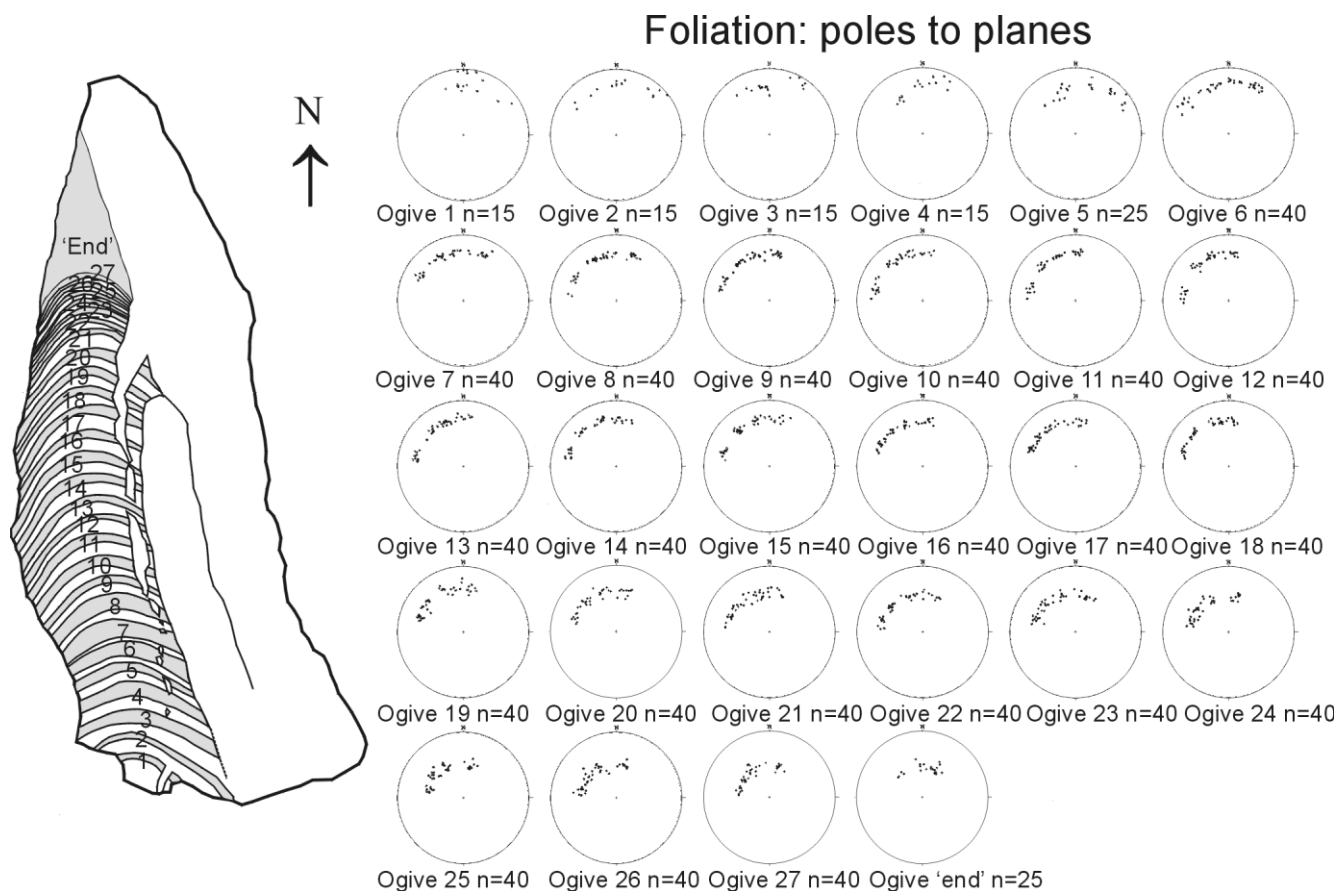 Foliation: poles to planes
N
Ogive 1 n=15
Ogive 2 n=15
Ogive 3 n=15
Ogive 4 n=15
Ogive 5 n=25
Ogive 6 n=40
Ogive 7 n=40
Ogive 8 n=40
Ogive 9 n=40
Ogive 10 n=40
Ogive 11 n=40
Ogive 12 n=40
Ogive 13 n=40
Ogive 14 n=40
Ogive 15 n=40
Ogive 16 n=40
Ogive 17 n=40
Ogive 18 n=40
Ogive 19 n=40
Ogive 20 n=40
Ogive 21 n=40
Ogive 22 n=40
Ogive 23 n=40
Ogive 24 n=40
Ogive 25 n=40
Ogive 26 n=40
Ogive 27 n=40
Ogive ‘end’ n=25
‘End’
27
26
25
24
23
22
21
20
19
18
17
16
15
14
13
12
11
10
9
8
7
6
5
4
3
2
1